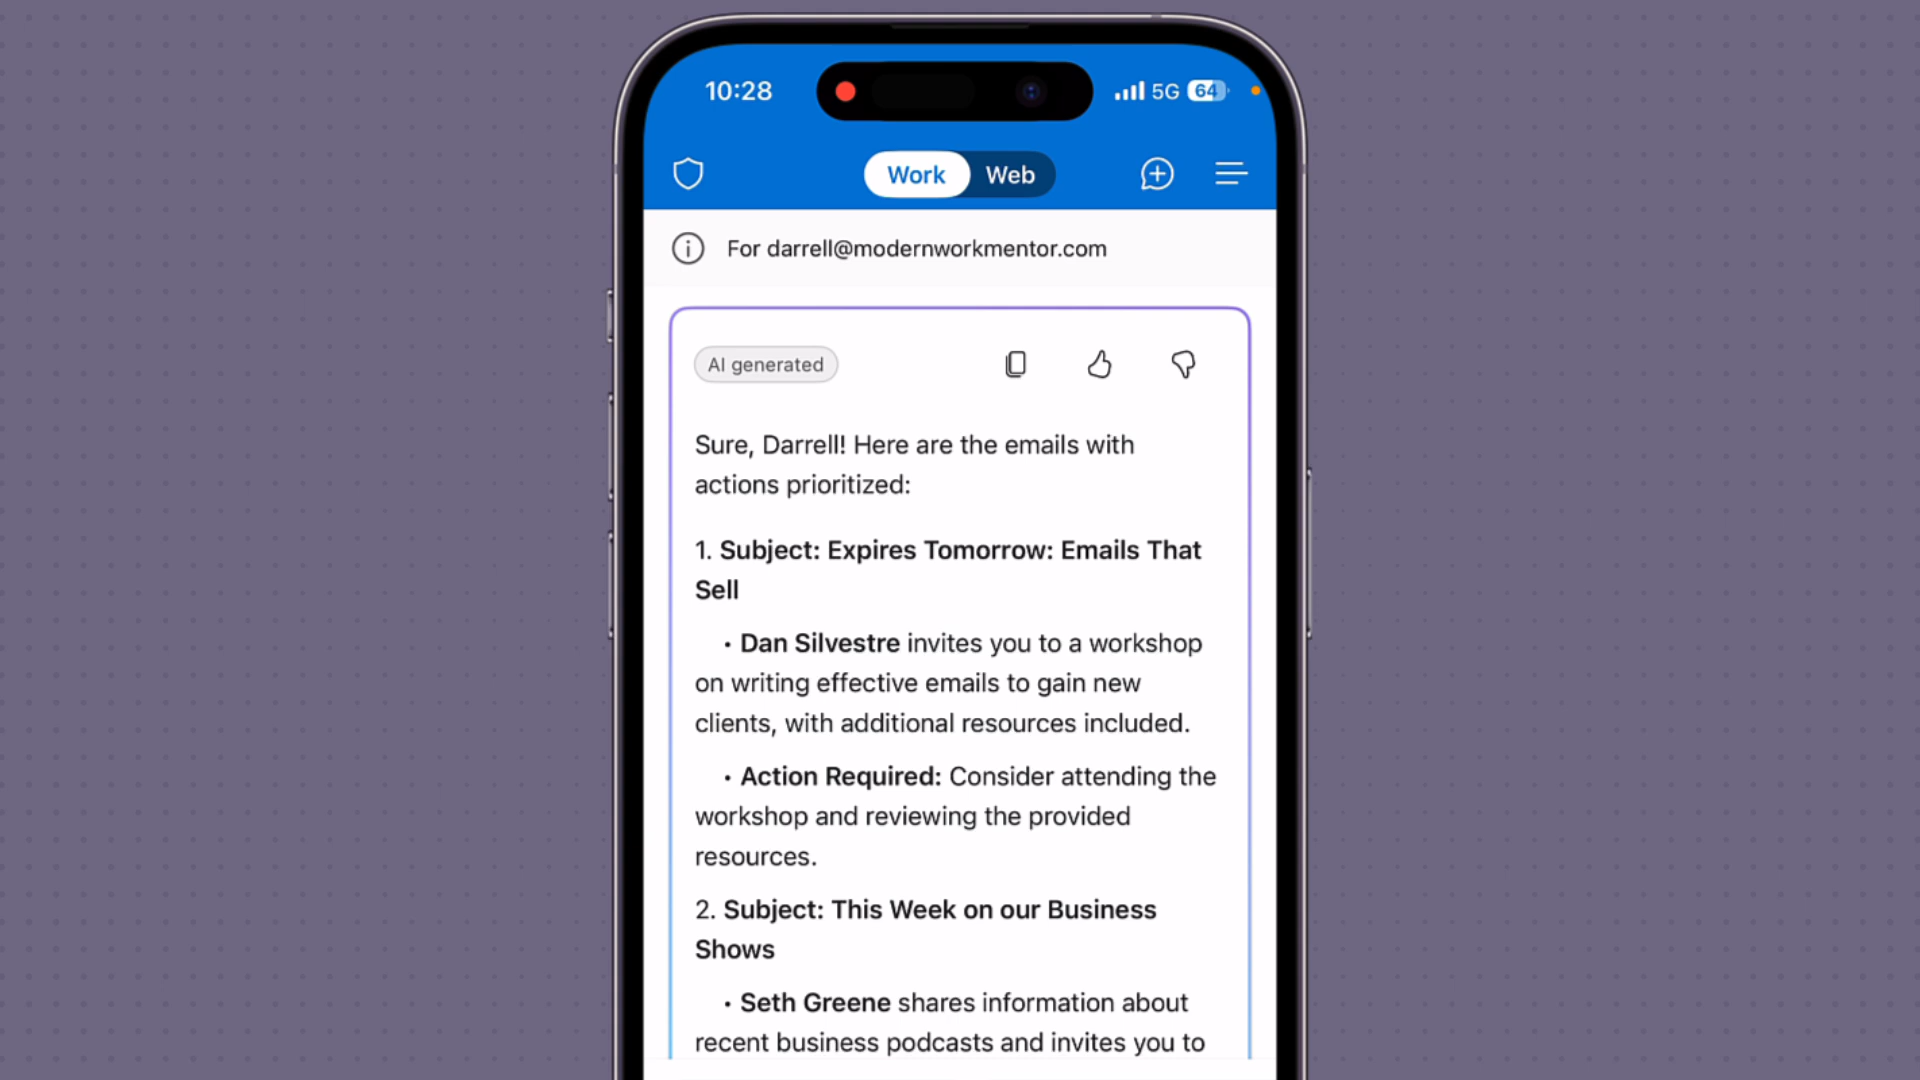 10:28
5G 64
Work Web
For darrell@modernworkmentor.com
AI generated
Sure, Darrell! Here are the emails with
actions prioritized:
1. Subject: Expires Tomorrow: Emails That
Sell
• Dan Silvestre invites you to a workshop
on writing effective emails to gain new
clients, with additional resources included.
• Action Required: Consider attending the
workshop and reviewing the provided
resources.
2. Subject: This Week on our Business
Shows
• Seth Greene shares information about
recent business podcasts and invites you to